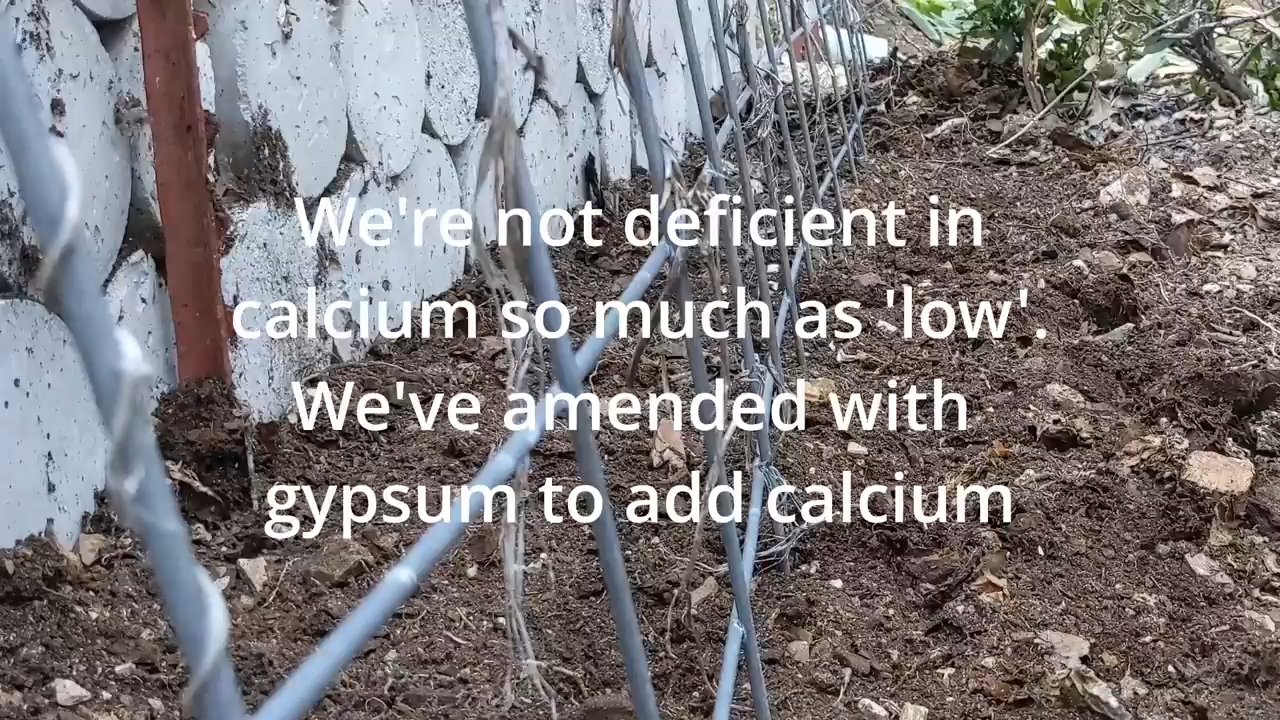 We're not deficient in
calcium so much as 'low'.
We've amended with
gypsum to add calcium